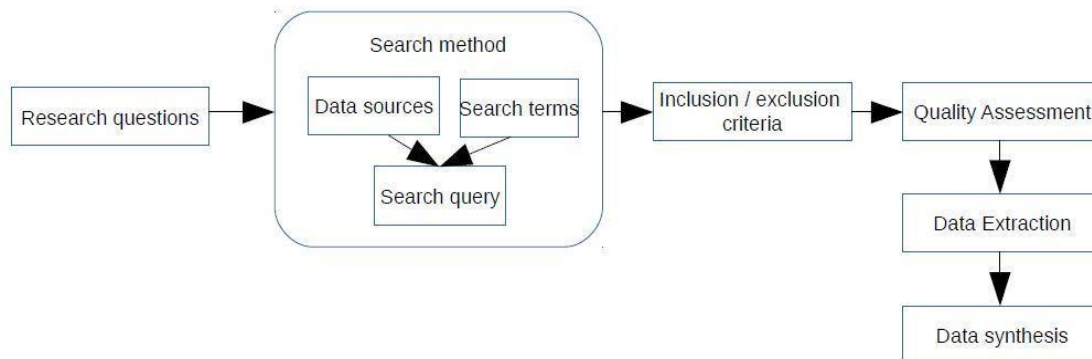 Search method
Research questions
Data sources
Search terms
Search query
Inclusion / exclusion
criteria
Quality Assessment
Data Extraction
Data synthesis